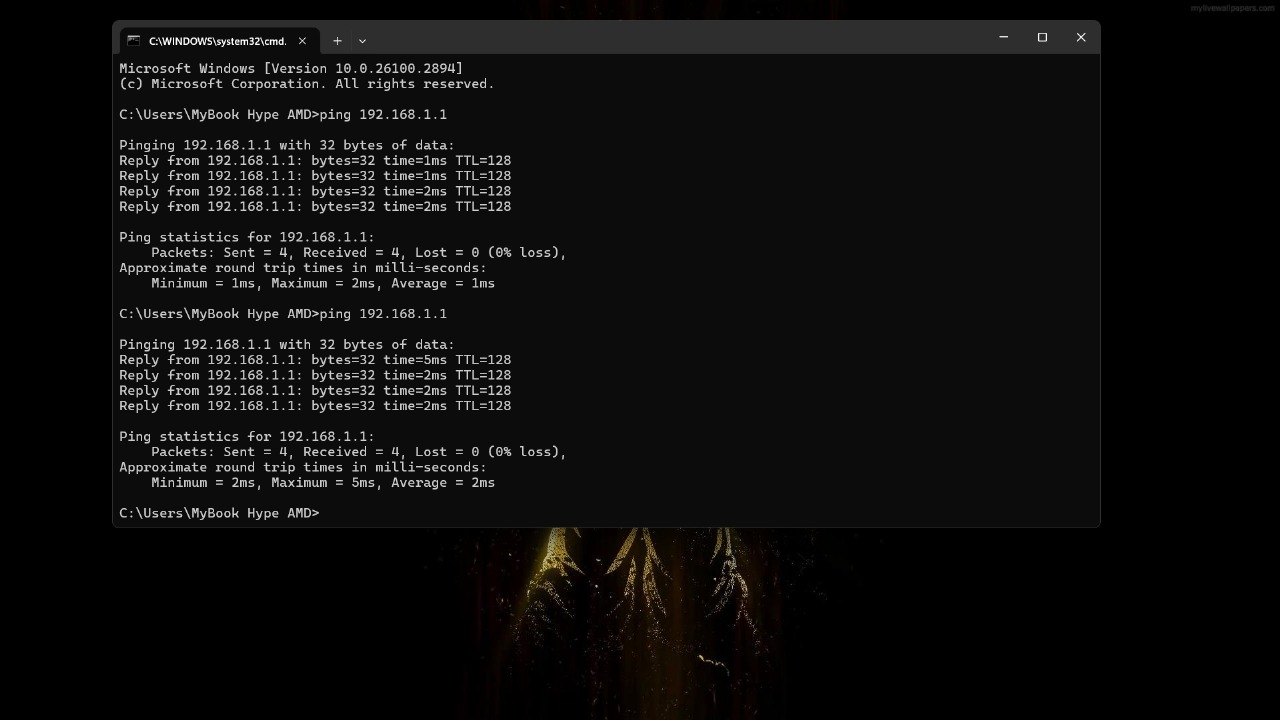 mylivewallpapers.com
C:\WINDOWS\system32\cmd.
Microsoft Windows [Version 10.0.26100.2894]
(c) Microsoft Corporation. All rights reserved.
C:\Users\MyBook Hype AMD>ping 192.168.1.1
Pinging 192.168.1.1 with 32 bytes of data:
Reply from 192.168.1.1: bytes=32 time=1ms TTL=128
Reply from 192.168.1.1: bytes=32 time=1ms TTL=128
Reply from 192.168.1.1: bytes=32 time=2ms TTL=128
Reply from 192.168.1.1: bytes=32 time=2ms TTL=128
Ping statistics for 192.168.1.1:
    Packets: Sent = 4, Received = 4, Lost = 0 (0% loss),
Approximate round trip times in milli-seconds:
    Minimum = 1ms, Maximum = 2ms, Average = 1ms
C:\Users\MyBook Hype AMD>ping 192.168.1.1
Pinging 192.168.1.1 with 32 bytes of data:
Reply from 192.168.1.1: bytes=32 time=5ms TTL=128
Reply from 192.168.1.1: bytes=32 time=2ms TTL=128
Reply from 192.168.1.1: bytes=32 time=2ms TTL=128
Reply from 192.168.1.1: bytes=32 time=2ms TTL=128
Ping statistics for 192.168.1.1:
    Packets: Sent = 4, Received = 4, Lost = 0 (0% loss),
Approximate round trip times in milli-seconds:
    Minimum = 2ms, Maximum = 5ms, Average = 2ms
C:\Users\MyBook Hype AMD>